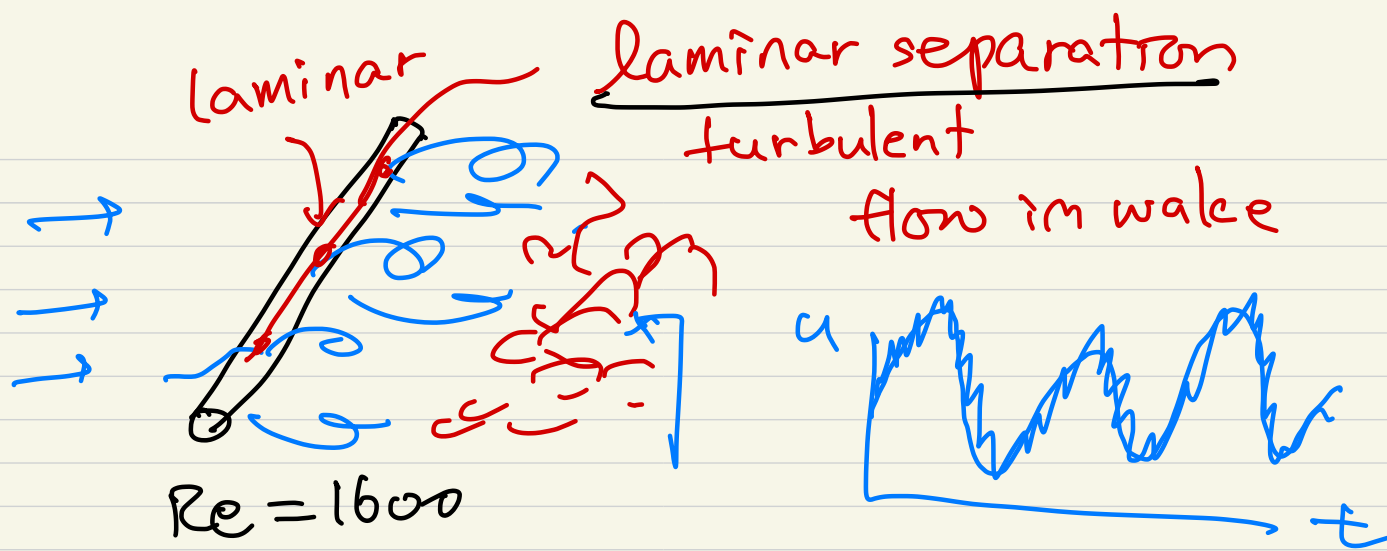 laminar
laminar separation
turbulent
flow in wake
u
t
Re = 1600